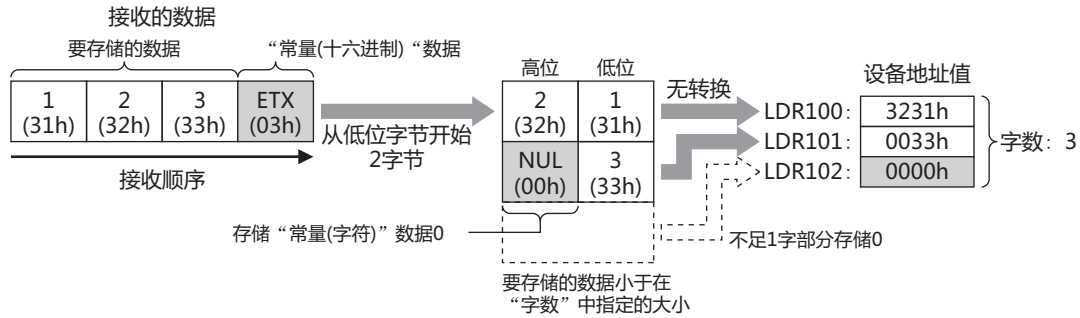 接收的数据
要存储的数据
“常量(十六进制) “数据
1 2 3 ETX
(31h) (32h) (33h) (03h)
接收顺序
从低位字节开始
2字节
高位 低位
2 1
(32h) (31h)
NUL 3
(00h) (33h)
存储“常量(字符)”数据0
要存储的数据小于在
“字数”中指定的大小
无转换
设备地址值
LDR100: 3231h
LDR101: 0033h
LDR102: 0000h
字数: 3
不足1字部分存储0